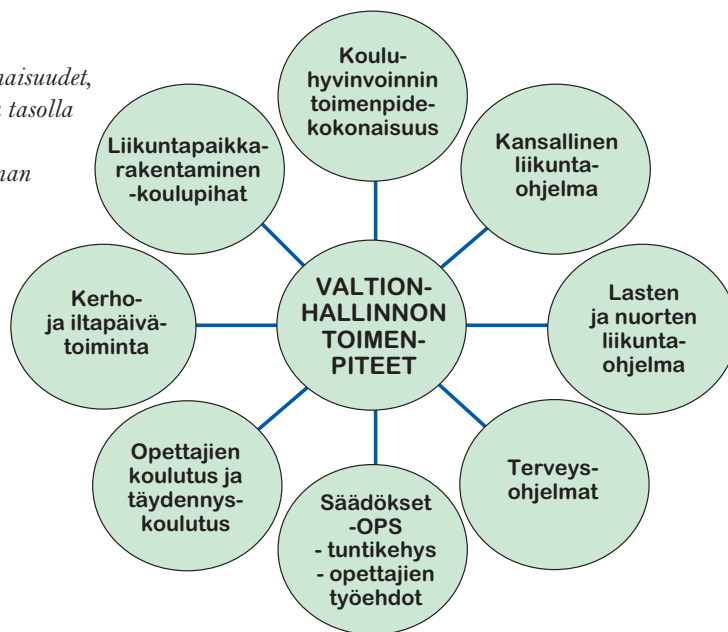 naisuudet,
tasolla
nan
Koulu-
hyvinvoinnin
toimenpide-
kokonaisuus
Kansallinen
liikunta-
ohjelma
Lasten
ja nuorten
liikunta-
ohjelma
Terveys-
ohjelmat
Säädökset
-OPS
- tuntikehys
- opettajien
työehdot
Opettajien
koulutus ja
täydennys-
koulutus
Kerho-
ja iltapäivä-
toiminta
Liikuntapaikka-
rakentaminen
-koulupihat
VALTION-
HALLINNON
TOIMEN-
PITEET